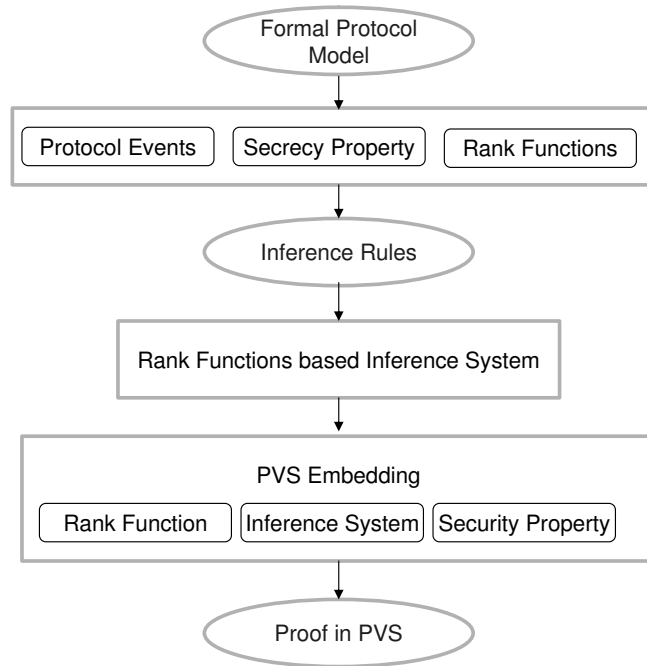 Formal Protocol
Model
Protocol Events
Secrecy Property
Rank Functions
Inference Rules
Rank Functions based Inference System
PVS Embedding
Rank Function
Inference System
Security Property
Proof in PVS